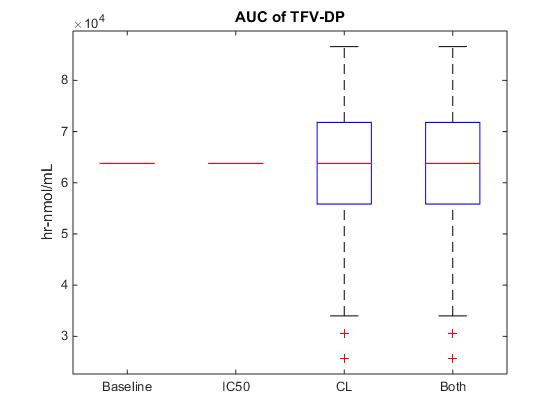 AUC of TFV-DP
×10^4
hr-nmol/mL
8
7
6
5
4
3
Baseline IC50 CL Both